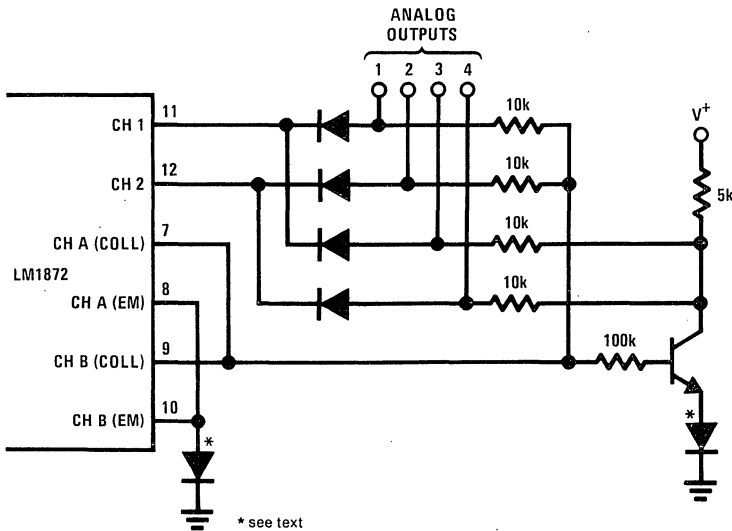 ANALOG
OUTPUTS
1 2 3 4
11
CH 1
10k
V+
12
CH 2
10k
5k
7
CH A (COLL)
10k
LM1872
8
CH A (EM)
10k
9
CH B (COLL)
100k
10
CH B (EM)
*
*
* see text